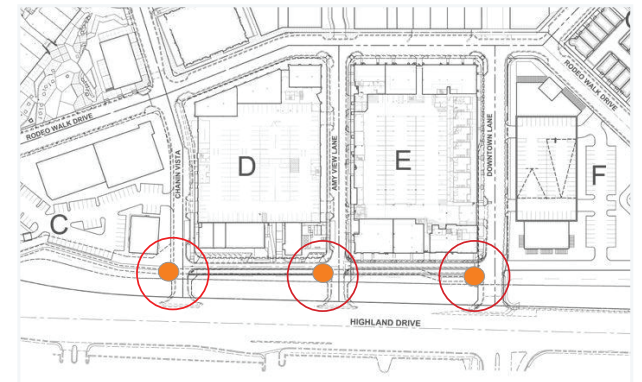 RODEO WALK DRIVE
RODEO WALK DRIVE
CHANIN VISTA
D
AMY VIEW LANE
E
DOWNTOWN LANE
F
C
HIGHLAND DRIVE